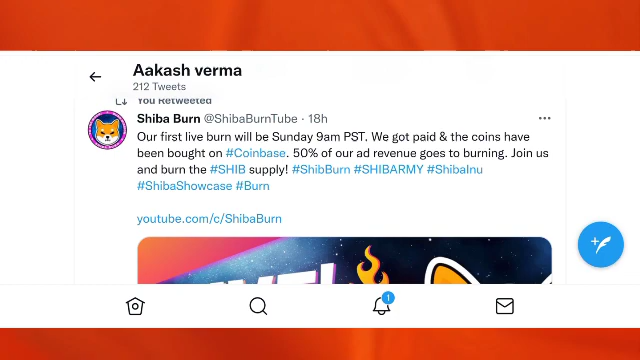 Aakash verma
212 Tweets
You Retweeted
Shiba Burn @ShibaBurnTube · 18h
Our first live burn will be Sunday 9am PST. We got paid & the coins have
been bought on #Coinbase. 50% of our ad revenue goes to burning. Join us
and burn the #SHIB supply! #ShibBurn #SHIBARMY #ShibaInu
#ShibaShowcase #Burn
youtube.com/c/ShibaBurn
1